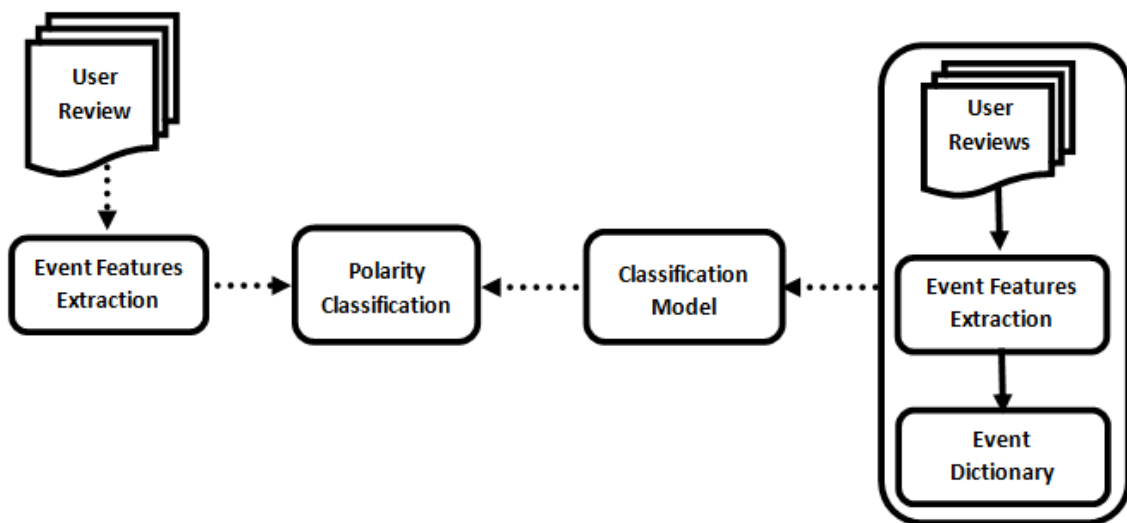 User
Review
Event Features
Extraction
Polarity
Classification
Classification
Model
User
Reviews
Event Features
Extraction
Event
Dictionary